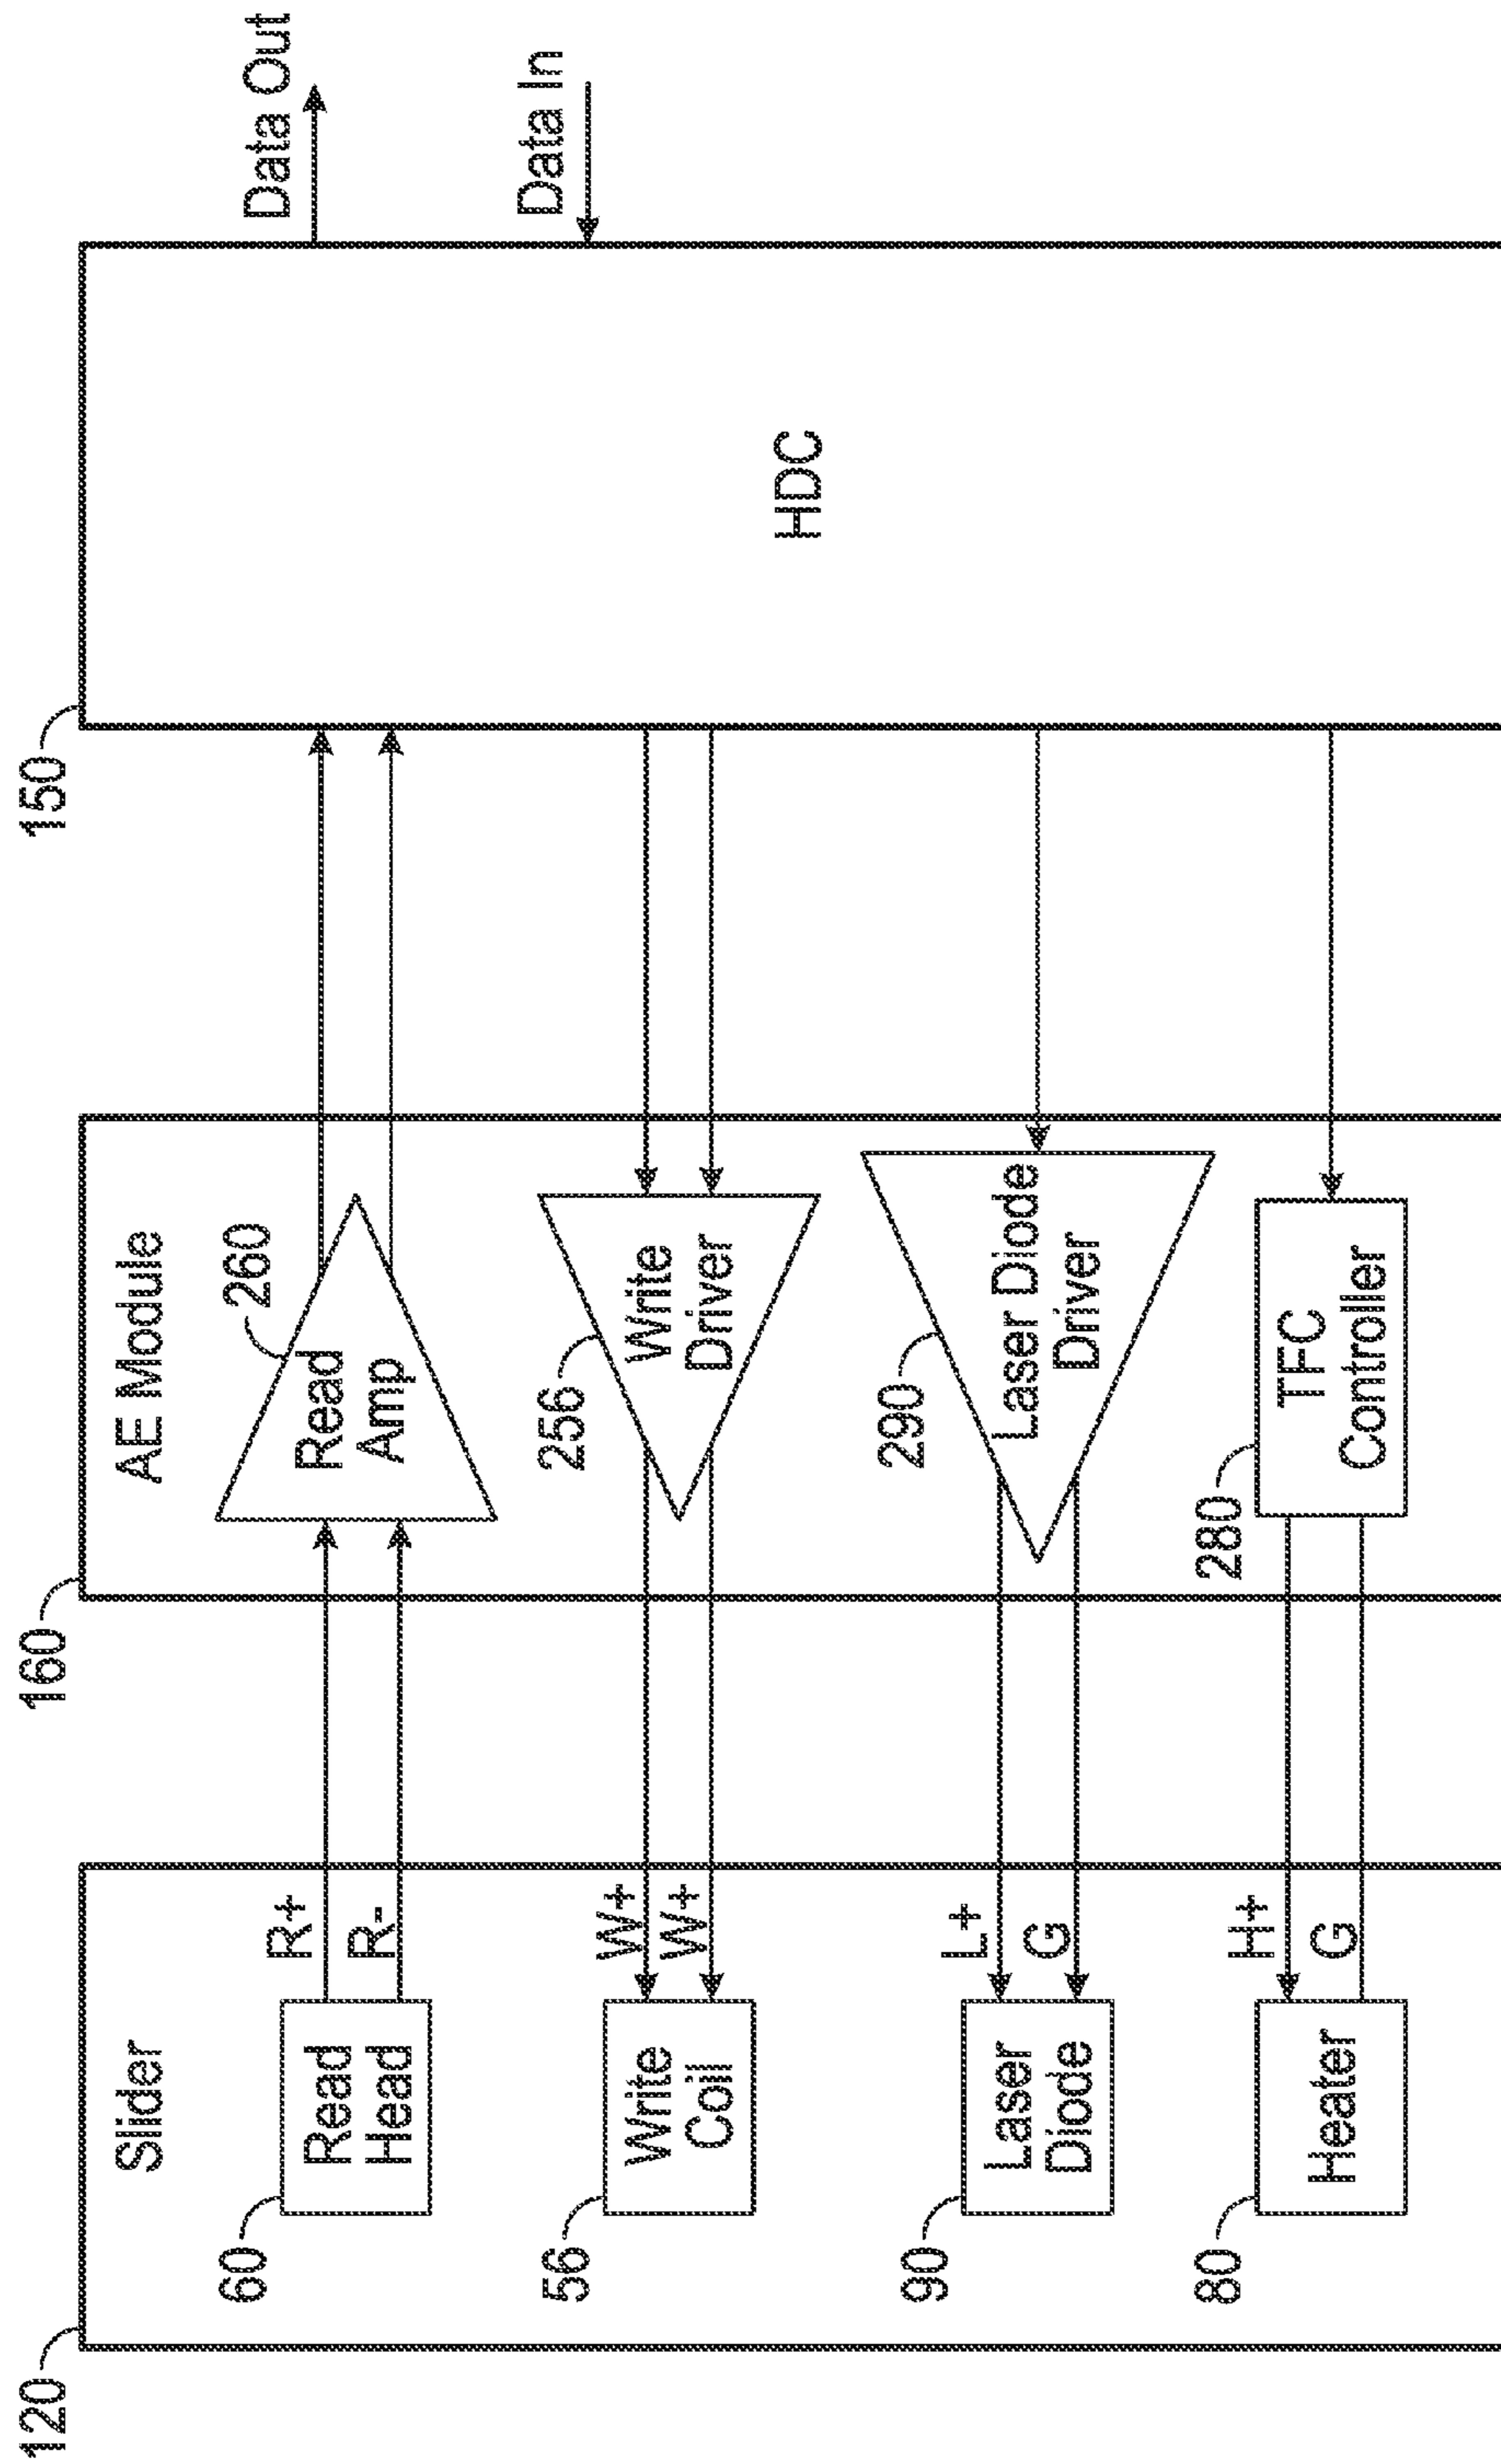 120
Slider
60
Read
Head
R+
R-
56
Write
Coil
W+
W+
90
Laser
Diode
L+
G
80
Heater
H+
G
160
AE Module
260
Read
Amp
256
Write
Driver
290
Laser Diode
Driver
280
TFC
Controller
150
HDC
Data Out
Data In